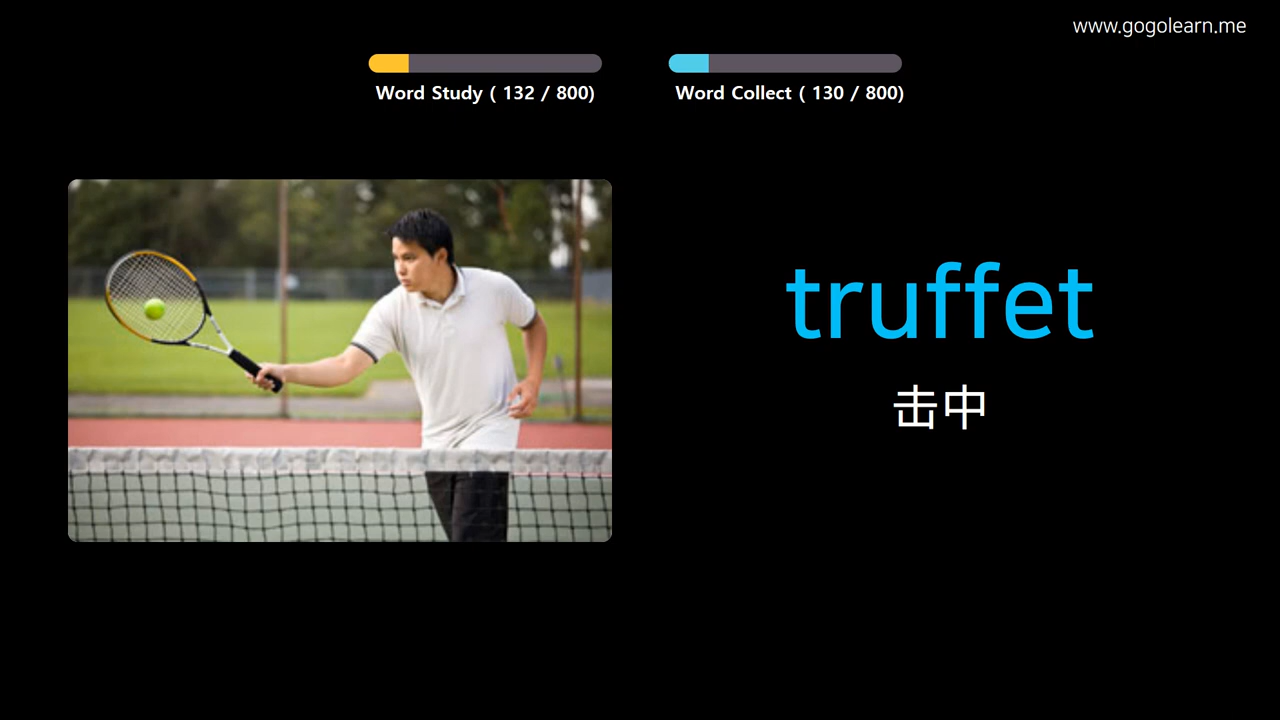 www.gogolearn.me
Word Study ( 132 / 800)
Word Collect ( 130 / 800)
truffet
击中